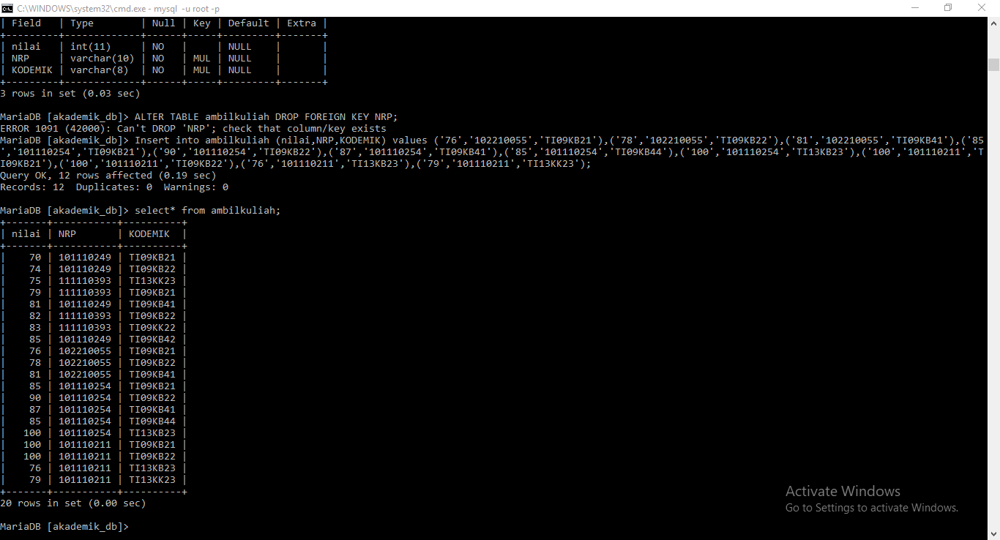 C:\WINDOWS\system32\cmd.exe - mysql  -u root -p
| Field   | Type        | Null | Key | Default | Extra |
+---------+-------------+------+-----+---------+-------+
| nilai   | int(11)     | NO   |     | NULL    |       |
| NRP     | varchar(10) | NO   | MUL | NULL    |       |
| KODEMIK | varchar(8)  | NO   | MUL | NULL    |       |
+---------+-------------+------+-----+---------+-------+
3 rows in set (0.03 sec)
MariaDB [akademik_db]> ALTER TABLE ambilkuliah DROP FOREIGN KEY NRP;
ERROR 1091 (42000): Can't DROP 'NRP'; check that column/key exists
MariaDB [akademik_db]> Insert into ambilkuliah (nilai,NRP,KODEMIK) values ('76','102210055','TI09KB21'),('78','102210055','TI09KB22'),('81','102210055','TI09KB41'),('85
','101110254','TI09KB21'),('90','101110254','TI09KB22'),('87','101110254','TI09KB41'),('85','101110254','TI09KB44'),('100','101110254','TI13KB23'),('100','101110211','T
I09KB21'),('100','101110211','TI09KB22'),('76','101110211','TI13KB23'),('79','101110211','TI13KK23');
Query OK, 12 rows affected (0.19 sec)
Records: 12  Duplicates: 0  Warnings: 0
MariaDB [akademik_db]> select* from ambilkuliah;
+-------+-----------+----------+
| nilai | NRP       | KODEMIK  |
+-------+-----------+----------+
|    70 | 101110249 | TI09KB21 |
|    74 | 101110249 | TI09KB22 |
|    75 | 111110393 | TI13KK23 |
|    79 | 111110393 | TI09KB21 |
|    81 | 101110249 | TI09KB41 |
|    82 | 111110393 | TI09KB22 |
|    83 | 111110393 | TI09KK22 |
|    85 | 101110249 | TI09KB42 |
|    76 | 102210055 | TI09KB21 |
|    78 | 102210055 | TI09KB22 |
|    81 | 102210055 | TI09KB41 |
|    85 | 101110254 | TI09KB21 |
|    90 | 101110254 | TI09KB22 |
|    87 | 101110254 | TI09KB41 |
|    85 | 101110254 | TI09KB44 |
|   100 | 101110254 | TI13KB23 |
|   100 | 101110211 | TI09KB21 |
|   100 | 101110211 | TI09KB22 |
|    76 | 101110211 | TI13KB23 |
|    79 | 101110211 | TI13KK23 |
+-------+-----------+----------+
20 rows in set (0.00 sec)
MariaDB [akademik_db]>
Activate Windows
Go to Settings to activate Windows.